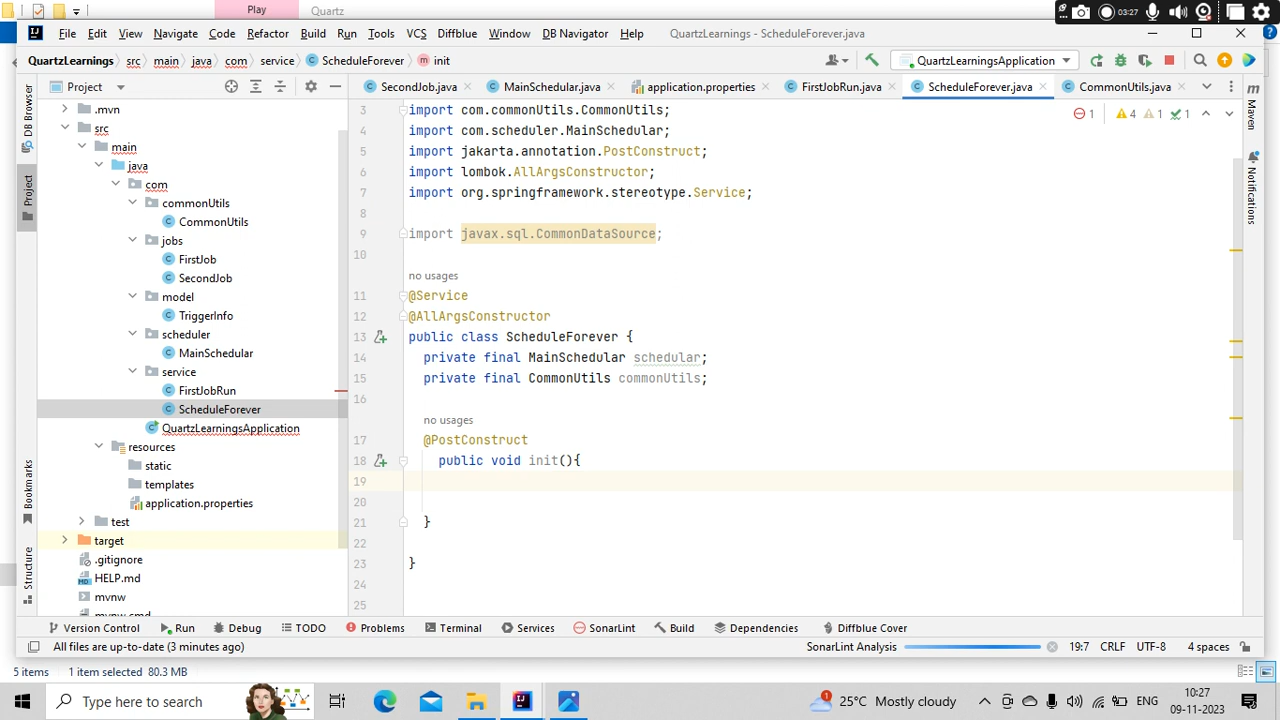 Play
Quartz
03:27
File Edit View Navigate Code Refactor Build Run Tools VCS Diffblue Window DB Navigator Help QuartzLearnings - ScheduleForever.java
QuartzLearnings src main java com service ScheduleForever init QuartzLearningsApplication
Project
SecondJob.java MainSchedular.java application.properties FirstJobRun.java ScheduleForever.java CommonUtils.java
DB Browser
Project
Bookmarks
Structure
Maven
Notifications
.mvn
src
main
java
com
commonUtils
CommonUtils
jobs
FirstJob
SecondJob
model
TriggerInfo
scheduler
MainSchedular
service
FirstJobRun
ScheduleForever
QuartzLearningsApplication
resources
static
templates
application.properties
test
target
.gitignore
HELP.md
mvnw
mvnw.cmd
1 4 1 1
3 import com.commonUtils.CommonUtils;
4 import com.scheduler.MainSchedular;
5 import jakarta.annotation.PostConstruct;
6 import lombok.AllArgsConstructor;
7 import org.springframework.stereotype.Service;
8
9 import javax.sql.CommonDataSource;
10
no usages
11 @Service
12 @AllArgsConstructor
13 public class ScheduleForever {
14 private final MainSchedular schedular;
15 private final CommonUtils commonUtils;
16
no usages
17 @PostConstruct
18 public void init(){
19
20
21 }
22
23 }
24
25
Version Control Run Debug TODO Problems Terminal Services SonarLint Build Dependencies Diffblue Cover
All files are up-to-date (3 minutes ago) SonarLint Analysis 19:7 CRLF UTF-8 4 spaces
5 items 1 item selected 80.3 MB
Type here to search 1 25°C Mostly cloudy ENG 10:27
09-11-2023